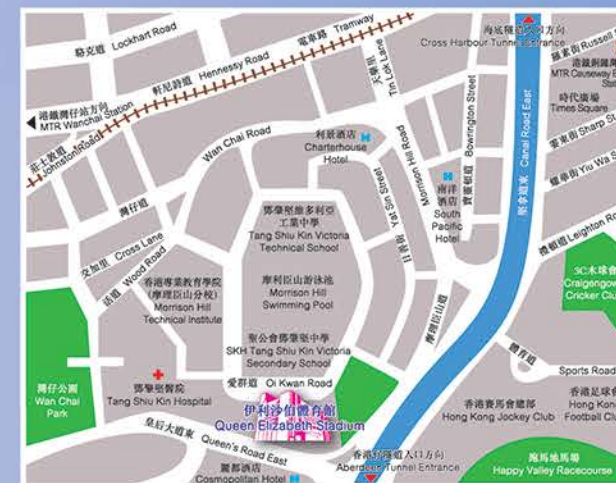 駱克道 Lockhart Road
電車路 Tramway
軒尼詩道 Hennessy Road
天樂里 Tin Lok Lane
海底隧道入口方向
Cross Harbour Tunnel Entrance
羅素街 Russell
MTR Causeway
時代廣場
Times Square
霎東街 Sharp
耀華街 Yiu Wa
禮頓道 Leighton
港鐵灣仔站方向
MTR Wanchai Station
莊士敦道
Johnston Road
Wan Chai Road
灣仔道
利景酒店
Charterhouse
Hotel
Morrison Hill Road
摩理臣山道
寶靈頓道 Bowrington Street
堅拿道東 Canal Road East
南洋
酒店
South
Pacific
Hotel
日善街 Yat Sin Street
交加里 Cross Lane
活道 Wood Road
鄧肇堅維多利亞
工業中學
Tang Shiu Kin Victoria
Technical School
香港專業教育學院
(摩理臣山分校)
Morrison Hill
Technical Institute
摩利臣山游泳池
Morrison Hill
Swimming Pool
聖公會鄧肇堅中學
SKH Tang Shiu Kin Victoria
Secondary School
3C木球會
Craigengow
Cricker Clu
體育道
Sports Road
灣仔公園
Wan Chai
Park
鄧肇堅醫院
Tang Shiu Kin Hospital
愛群道 Oi Kwan Road
伊利沙伯體育館
Queen Elizabeth Stadium
皇后大道東 Queen's Road East
麗都酒店
Cosmopolitan Hotel
香港仔隧道入口方向
Aberdeen Tunnel Entrance
香港賽馬會總部
Hong Kong Jockey Club
香港足球會
Hong Kong
Football Clu
跑馬地馬場
Happy Valley Racecourse